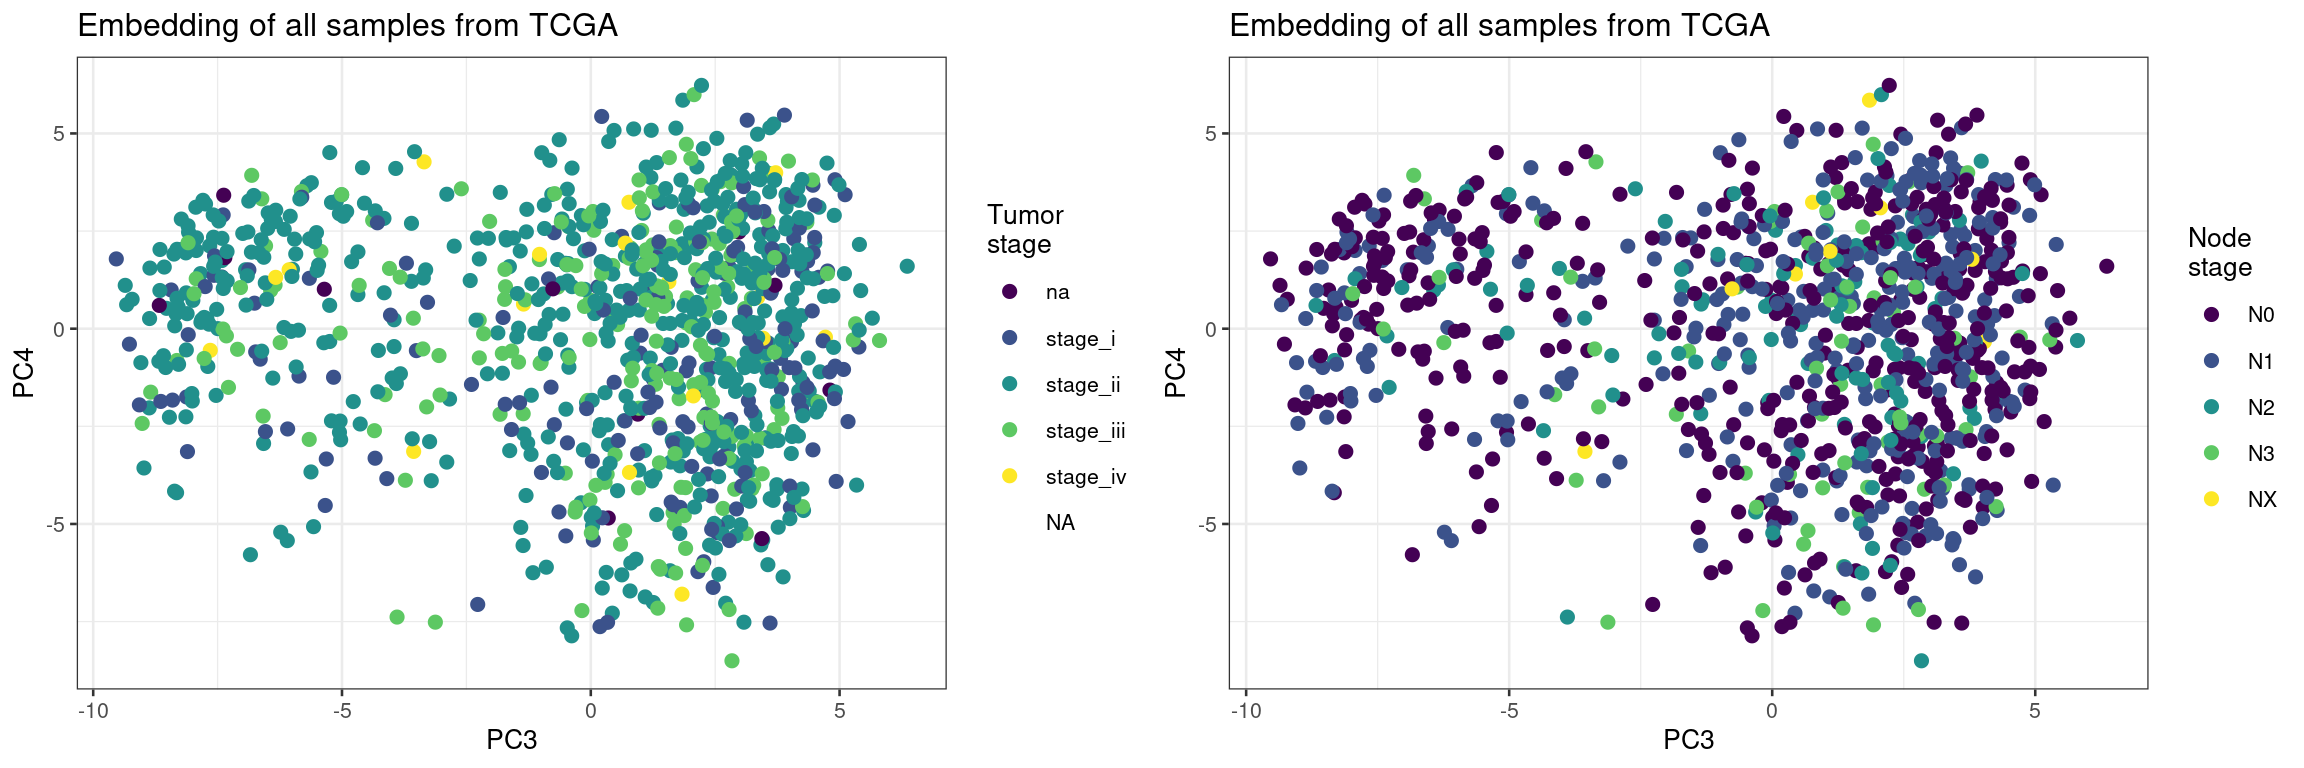 Embedding of all samples from TCGA
5
0
-5
PC4
-10
-5
0
5
PC3
Tumor
stage
na
stage_i
stage_ii
stage_iii
stage_iv
NA
Embedding of all samples from TCGA
5
0
-5
PC4
-10
-5
0
5
PC3
Node
stage
N0
N1
N2
N3
NX